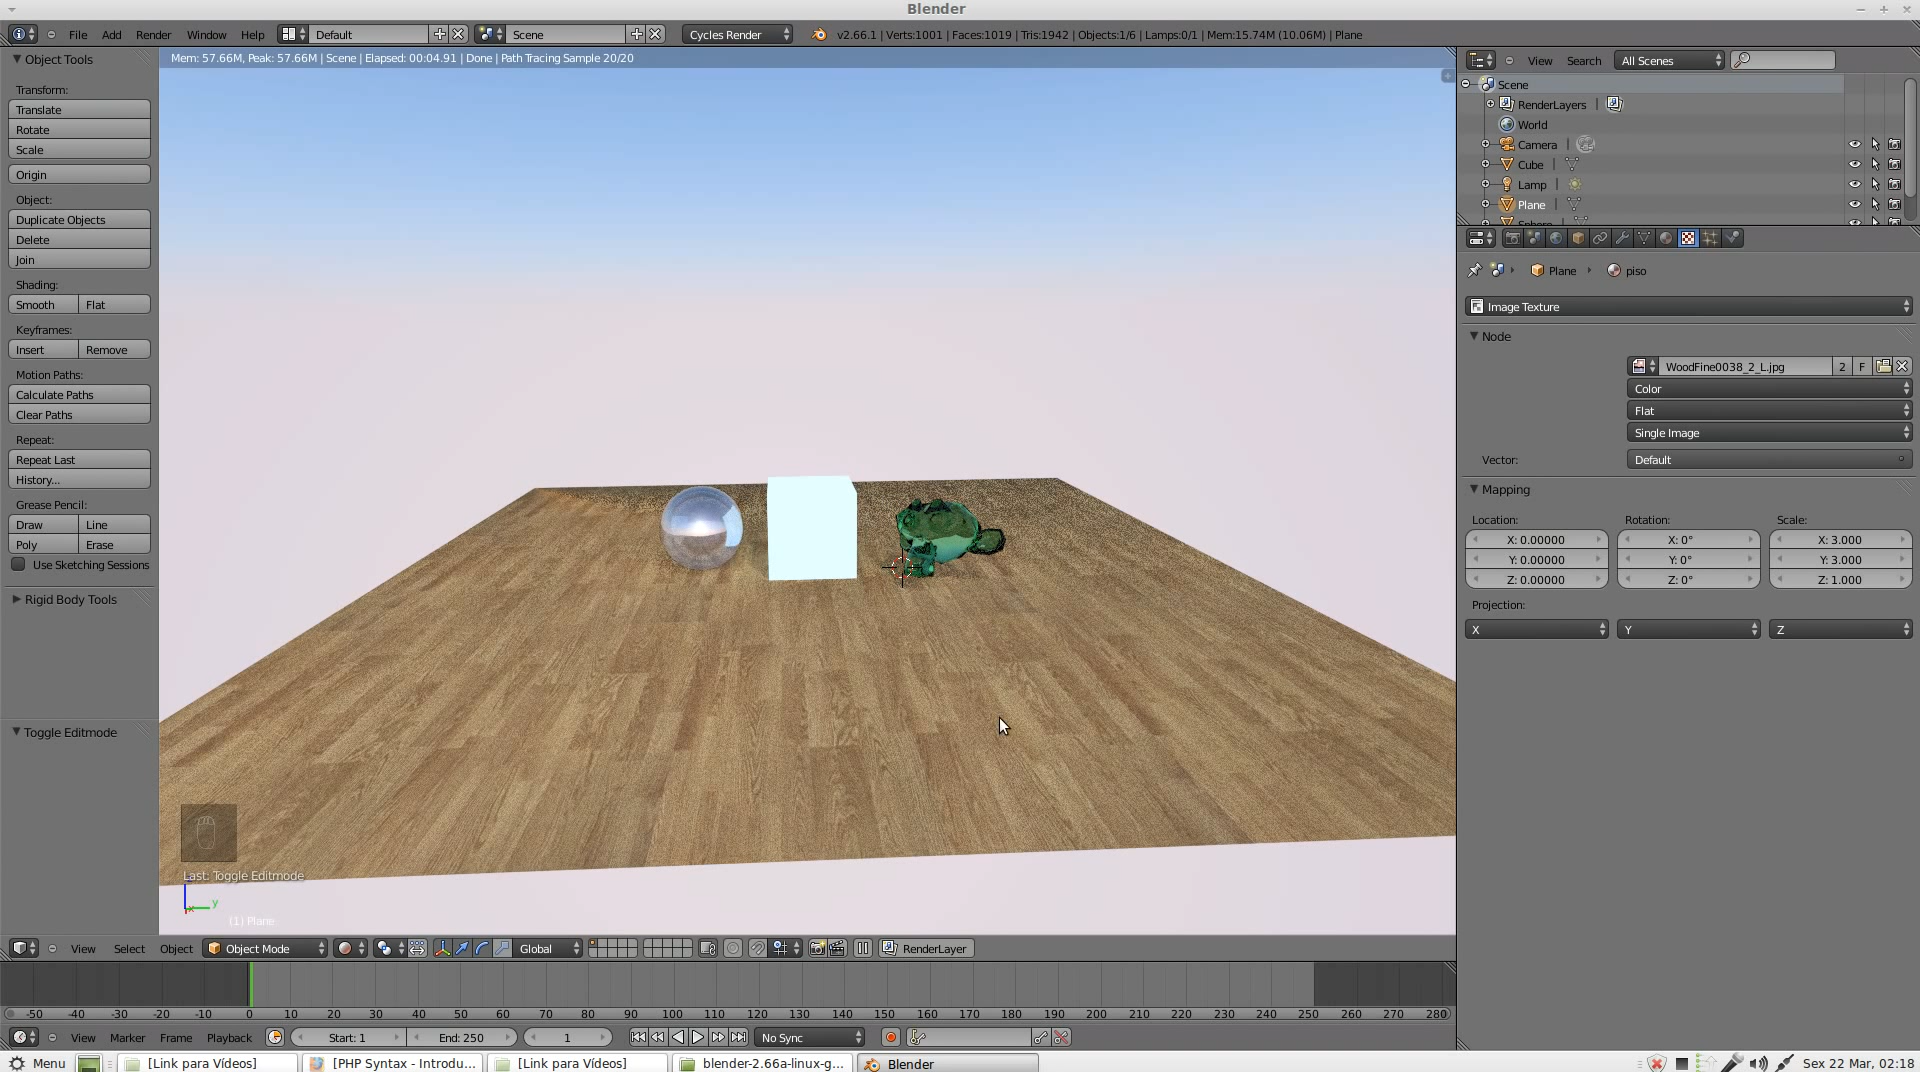 Blender
File Add Render Window Help Default Scene Cycles Render v2.66.1 | Verts:1001 | Faces:1019 | Tris:1942 | Objects:1/6 | Lamps:0/1 | Mem:15.74M (10.06M) | Plane
Object Tools
Mem: 57.66M, Peak: 57.66M | Scene | Elapsed: 00:04.91 | Done | Path Tracing Sample 20/20
Transform:
Translate
Rotate
Scale
Origin
Object:
Duplicate Objects
Delete
Join
Shading:
Smooth Flat
Keyframes:
Insert Remove
Motion Paths:
Calculate Paths
Clear Paths
Repeat:
Repeat Last
History...
Grease Pencil:
Draw Line
Poly Erase
Use Sketching Sessions
Rigid Body Tools
Toggle Editmode
Last: Toggle Editmode
y
(1) Plane
View Search All Scenes
Scene
RenderLayers |
World
Camera |
Cube |
Lamp |
Plane |
Sphere |
Plane piso
Image Texture
Node
WoodFine0038_2_L.jpg 2 F
Color
Flat
Single Image
Vector: Default
Mapping
Location: Rotation: Scale:
X: 0.00000 X: 0° X: 3.000
Y: 0.00000 Y: 0° Y: 3.000
Z: 0.00000 Z: 0° Z: 1.000
Projection:
X Y Z
View Select Object Object Mode Global RenderLayer
-50 -40 -30 -20 -10 0 10 20 30 40 50 60 70 80 90 100 110 120 130 140 150 160 170 180 190 200 210 220 230 240 250 260 270 280
View Marker Frame Playback Start: 1 End: 250 1 No Sync
Menu [Link para Vídeos] [PHP Syntax - Introdu... [Link para Vídeos] blender-2.66a-linux-g... Blender Sex 22 Mar, 02:18